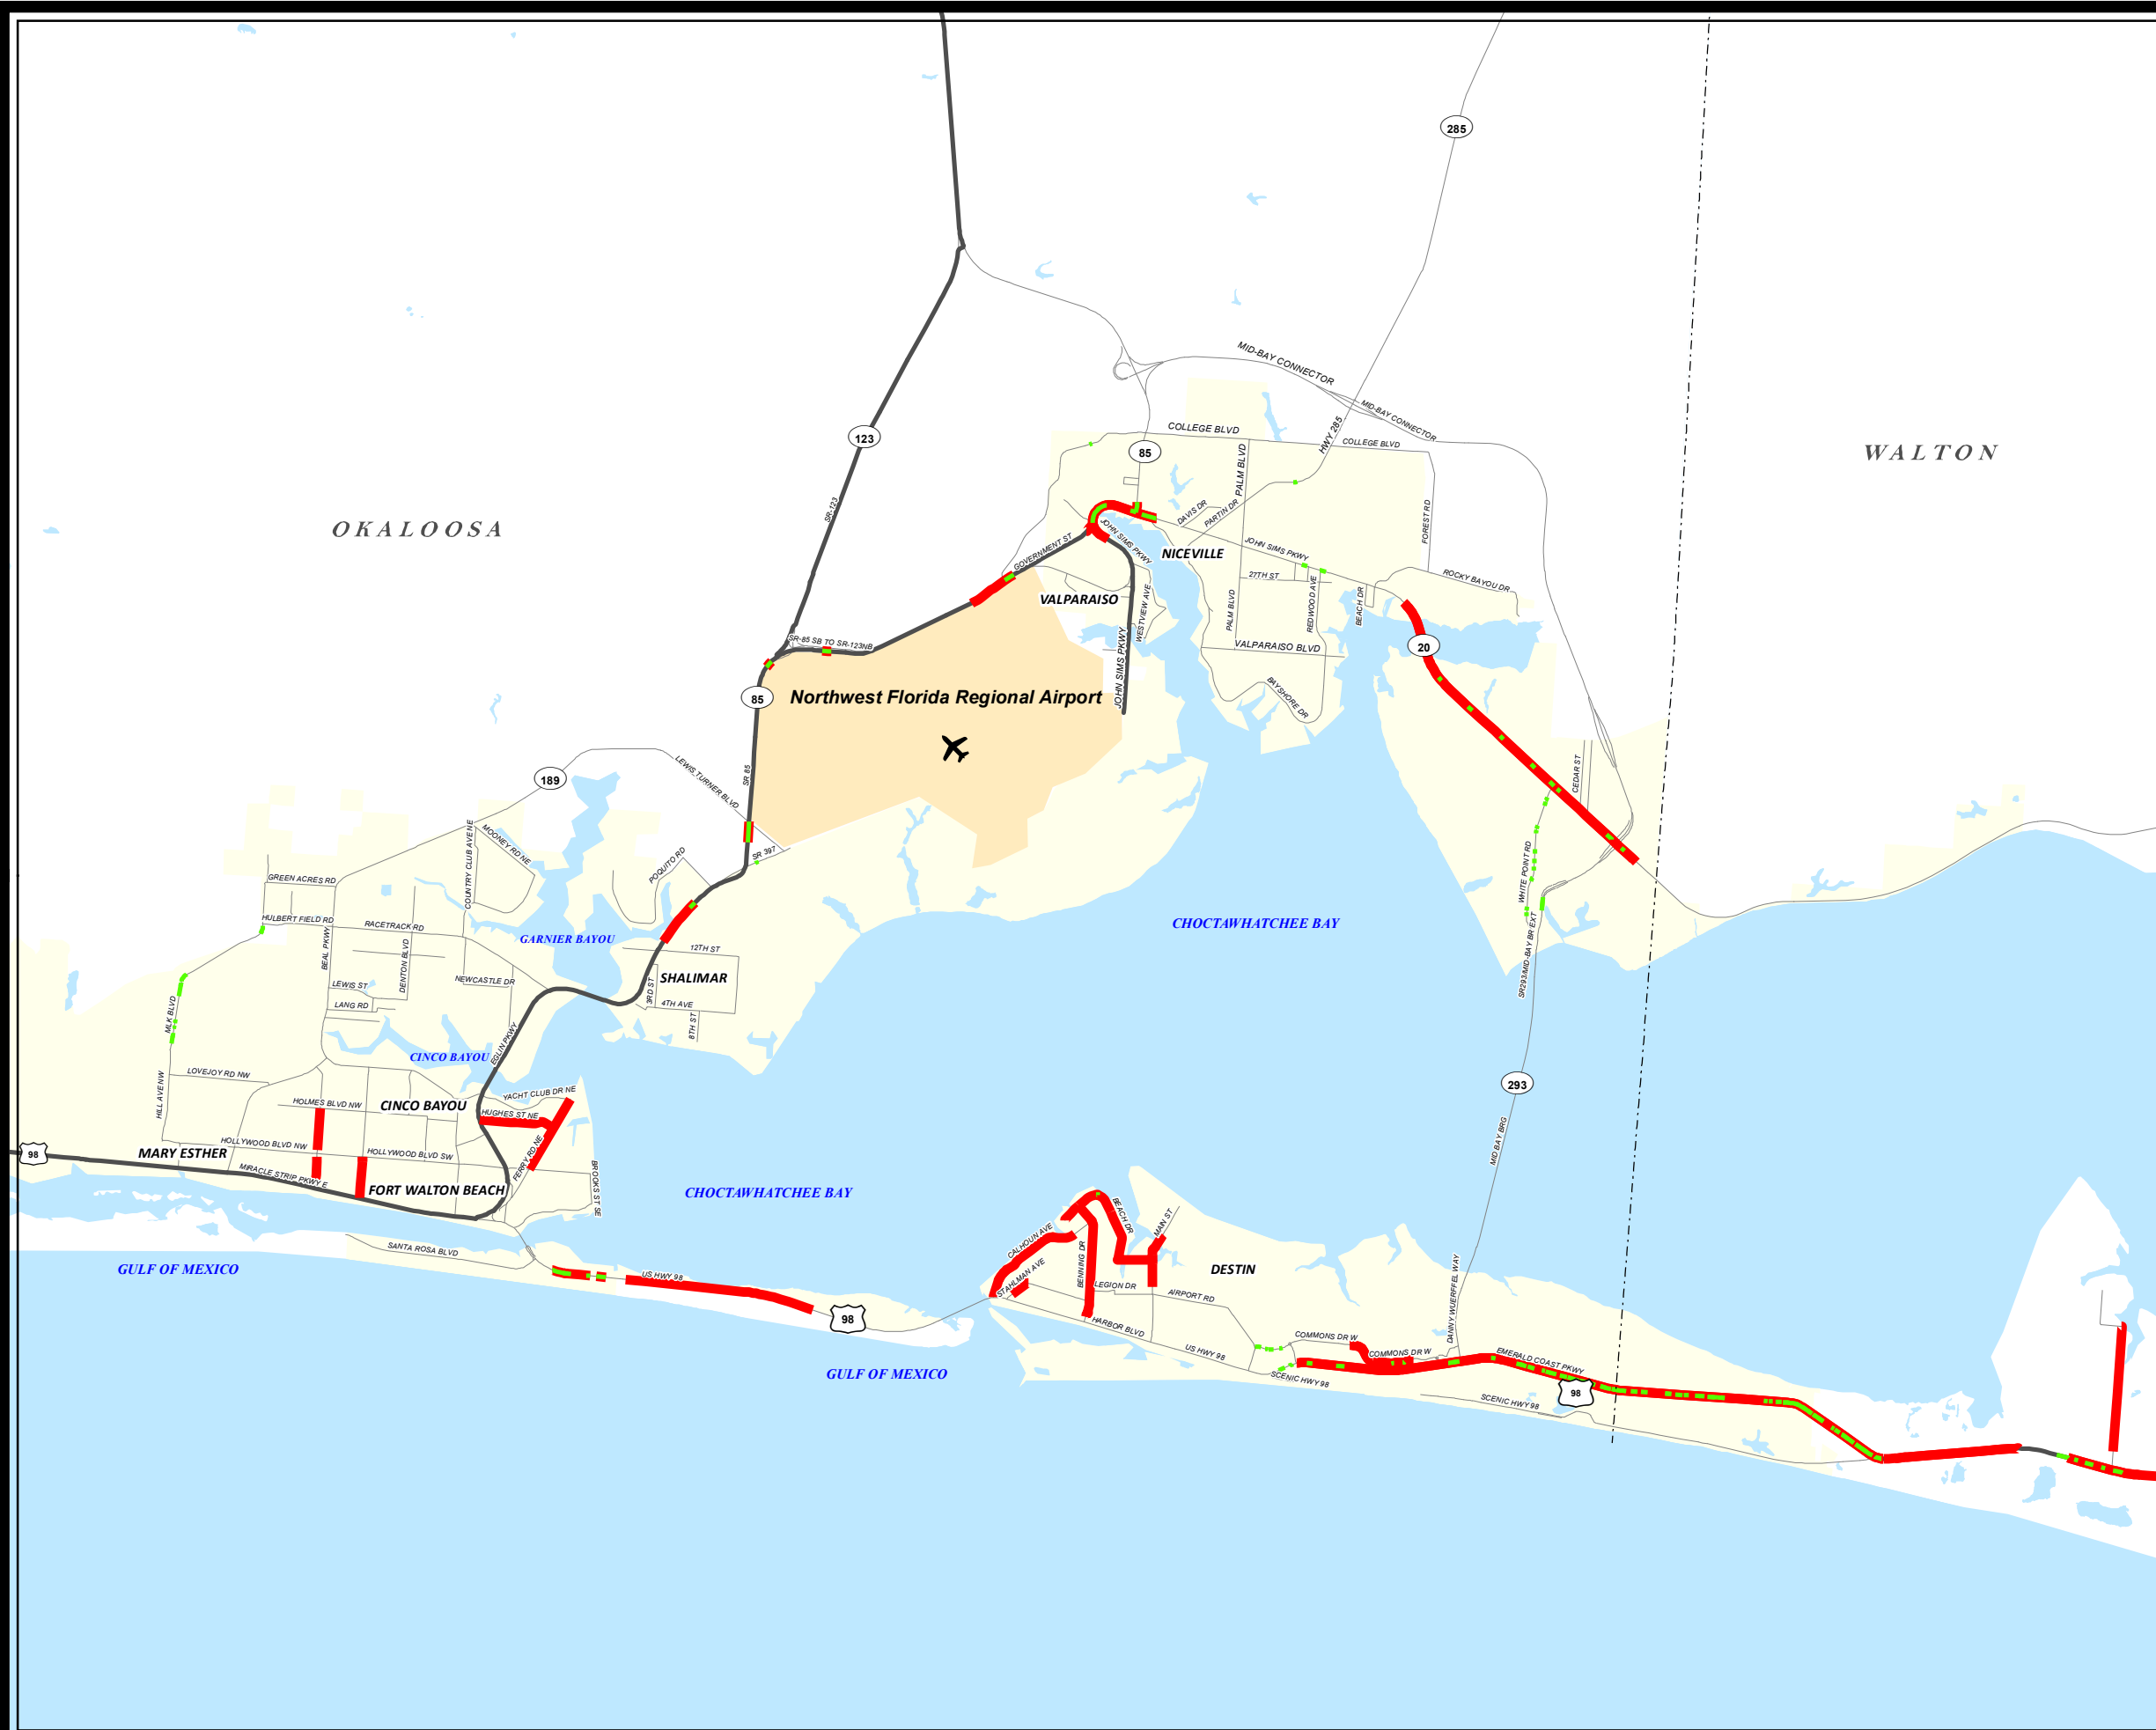 285
MID-BAY CONNECTOR
MID-BAY CONNECTOR
HWY 285
COLLEGE BLVD
COLLEGE BLVD
123
85
WALTON
PALM BLVD
SR-123
OKALOOSA
DAVIS DR
PARTIN DR
FOREST RD
JOHN SIMS PKWY
GOVERNMENT ST
NICEVILLE
JOHN SIMS PKWY
27TH ST
ROCKY BAYOU DR
VALPARAISO
WESTVIEW AVE
PALM BLVD
REDWOOD AVE
BEACH DR
SR-85 SB TO SR-123NB
VALPARAISO BLVD
20
JOHN SIMS PKWY
85
Northwest Florida Regional Airport
BAYSHORE DR
189
LEWIS TURNER BLVD
SR 85
CEDAR ST
COUNTRY CLUB AVENE
MOONEY RD NE
POQUITO RD
SR 397
WHITE POINT RD
GREEN ACRES RD
HULBERT FIELD RD
RACETRACK RD
GARNIER BAYOU
CHOCTAWHATCHEE BAY
BEAL PKWY
DENTON BLVD
12TH ST
SR293/MID-BAY BR EXT
SHALIMAR
NEWCASTLE DR
LEWIS ST
3RD ST
LANG RD
4TH AVE
MLK BLVD
8TH ST
EGLIN PKWY
CINCO BAYOU
LOVEJOY RD NW
HILL AVE NW
293
YACHT CLUB DR NE
HOLMES BLVD NW
CINCO BAYOU
HUGHES ST NE
MID BAY BRG
98
HOLLYWOOD BLVD NW
MARY ESTHER
HOLLYWOOD BLVD SW
FERRY RD NE
MIRACLE STRIP PKWY E
FORT WALTON BEACH
BROOKS ST SE
CHOCTAWHATCHEE BAY
BEACH DR
MAIN ST
CALHOUN AVE
SANTA ROSA BLVD
GULF OF MEXICO
US HWY 98
STAHLMAN AVE
BENNING DR
LEGION DR
DESTIN
AIRPORT RD
98
HARBOR BLVD
DANNY WUERFFEL WAY
COMMONS DR W
US HWY 98
COMMONS DR W
EMERALD COAST PKWY
GULF OF MEXICO
SCENIC HWY 98
98
SCENIC HWY 98